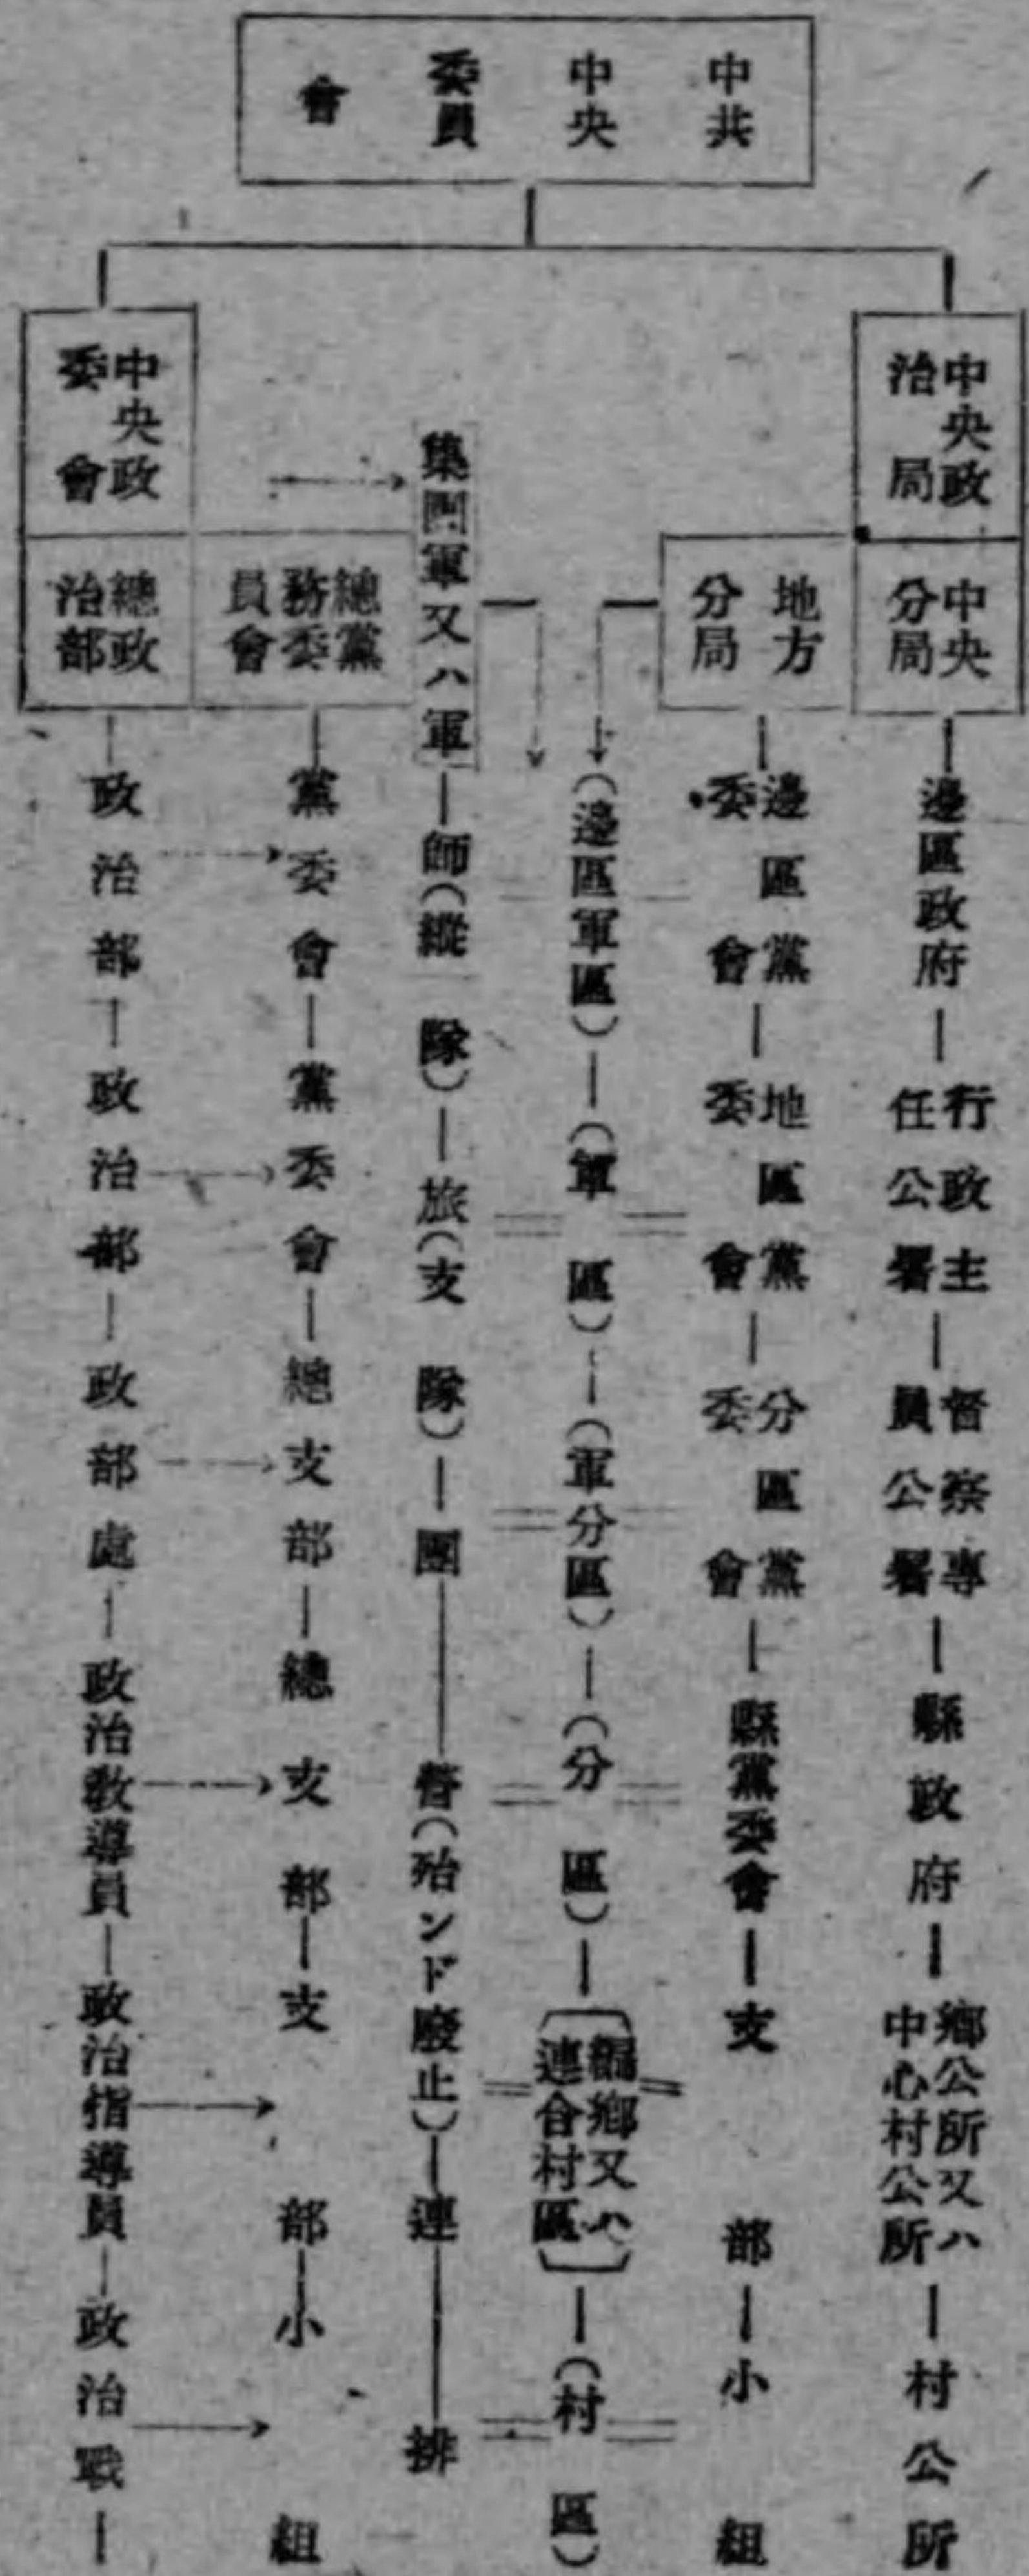 中共中央委員會
中央政治局
中央分局
邊區政府―行政主任公署―督察專員公署―縣政府―鄉公所又ハ中心村公所―村公所
地方分局
邊區黨委會―地區黨委會―分區黨委會―縣黨委會―支部―小組
(邊區軍區)―(軍區)―(軍分區)―(分區)―〔編鄉又ハ連合村區〕―(村區)
集團軍又ハ軍―師(縱隊)―旅(支隊)―團―營(殆ンド廢止)―連―排
總黨務委員會
黨委會―黨委會―總支部―總支部―支部―小組
中央政委會
總政治部
政治部―政治部―政部處―政治教導員―政治指導員―政治戰―